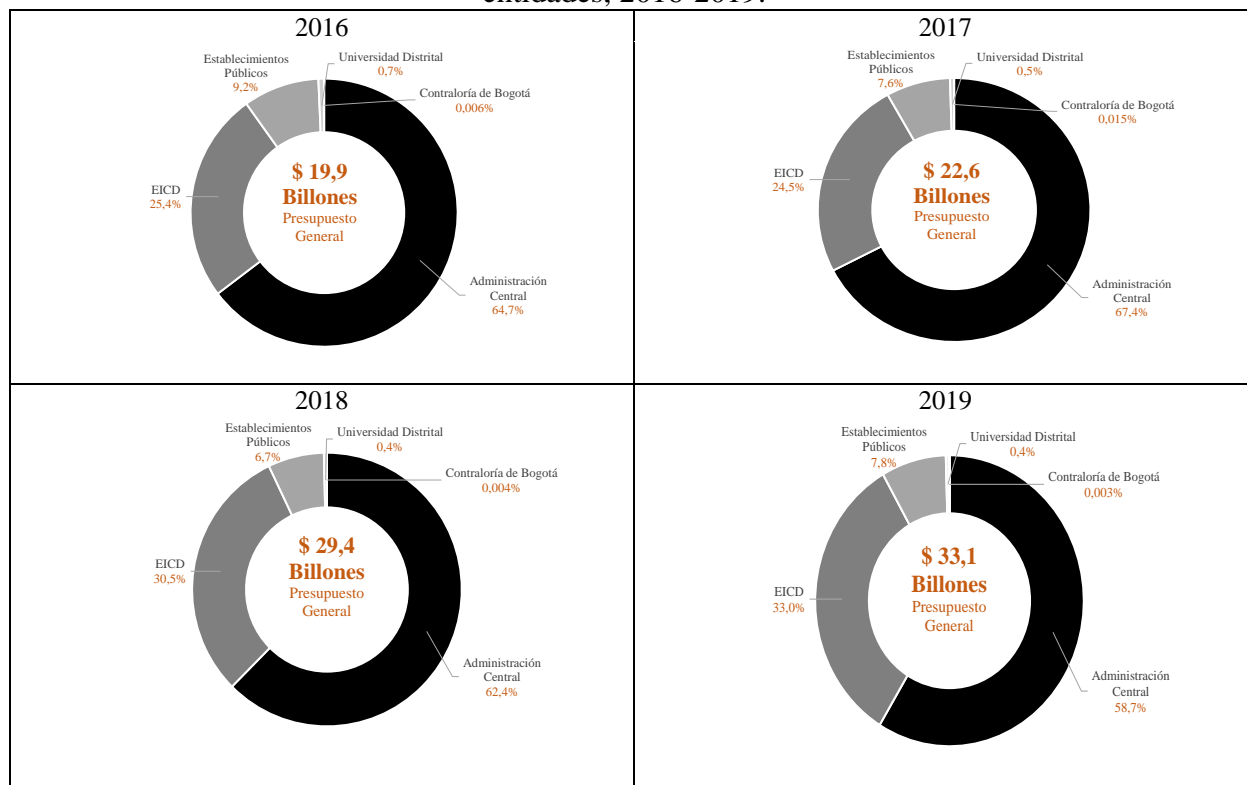 entidades, 2016-2019.
2016
Establecimientos
Públicos
9,2%
Universidad Distrital
0,7%
Contraloría de Bogotá
0,006%
EICD
25,4%
$ 19,9
Billones
Presupuesto
General
Administración
Central
64,7%
2017
Establecimientos
Públicos
7,6%
Universidad Distrital
0,5%
Contraloría de Bogotá
0,015%
EICD
24,5%
$ 22,6
Billones
Presupuesto
General
Administración
Central
67,4%
2018
Establecimientos
Públicos
6,7%
Universidad Distrital
0,4%
Contraloría de Bogotá
0,004%
EICD
30,5%
$ 29,4
Billones
Presupuesto
General
Administración
Central
62,4%
2019
Establecimientos
Públicos
7,8%
Universidad Distrital
0,4%
Contraloría de Bogotá
0,003%
EICD
33,0%
$ 33,1
Billones
Presupuesto
General
Administración
Central
58,7%